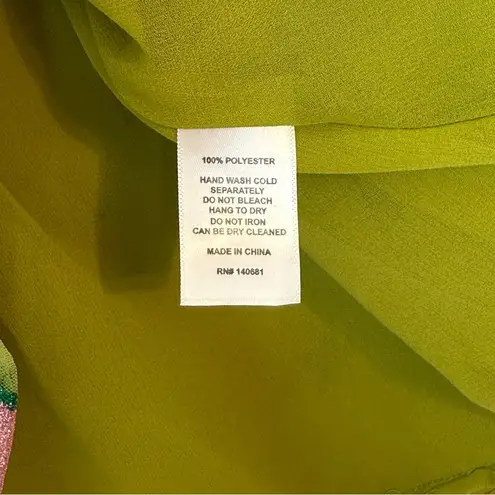 100% POLYESTER
HAND WASH COLD
SEPARATELY
DO NOT BLEACH
HANG TO DRY
DO NOT IRON
CAN BE DRY CLEANED
MADE IN CHINA
RN# 140681